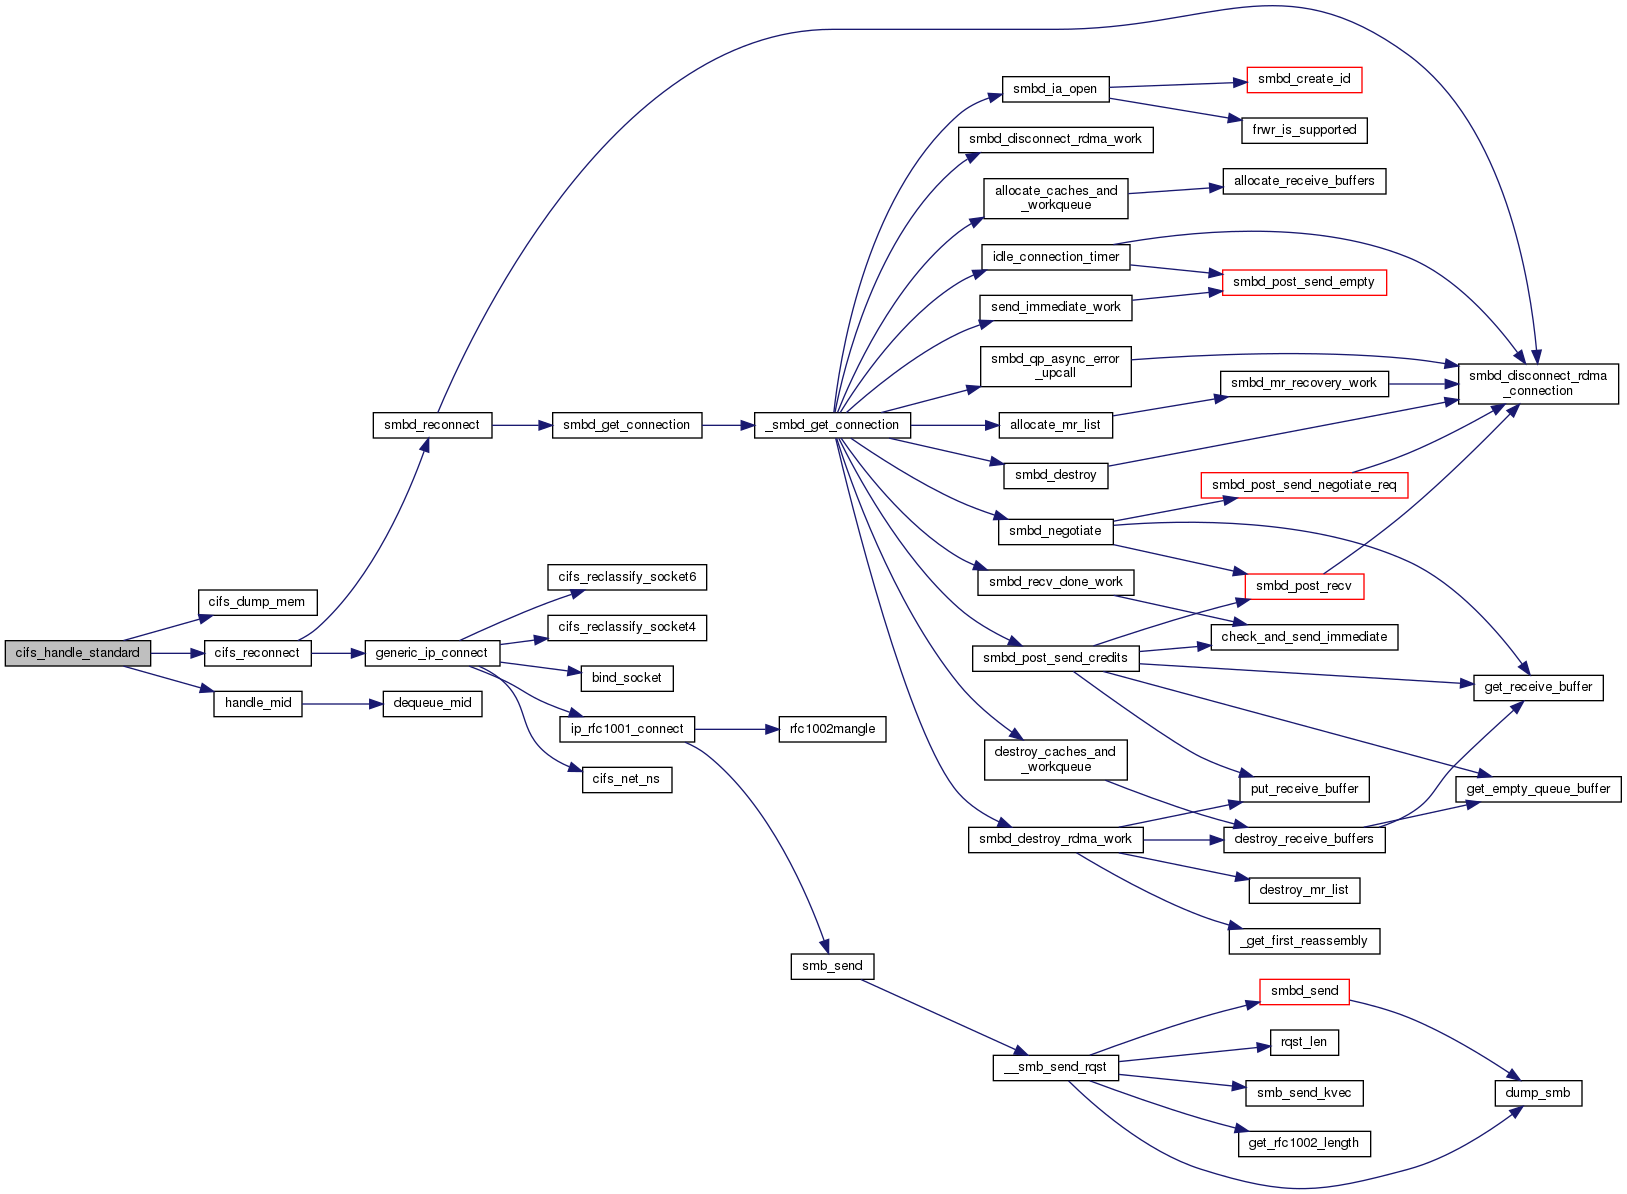 smbd_create_id
smbd_ia_open
frwr_is_supported
smbd_disconnect_rdma_work
allocate_receive_buffers
allocate_caches_and
_workqueue
idle_connection_timer
smbd_post_send_empty
send_immediate_work
smbd_qp_async_error
_upcall
smbd_disconnect_rdma
_connection
smbd_mr_recovery_work
smbd_reconnect
smbd_get_connection
_smbd_get_connection
allocate_mr_list
smbd_destroy
smbd_post_send_negotiate_req
smbd_negotiate
cifs_reclassify_socket6
smbd_recv_done_work
smbd_post_recv
cifs_dump_mem
cifs_reclassify_socket4
check_and_send_immediate
cifs_handle_standard
cifs_reconnect
generic_ip_connect
smbd_post_send_credits
bind_socket
get_receive_buffer
handle_mid
dequeue_mid
ip_rfc1001_connect
rfc1002mangle
destroy_caches_and
_workqueue
cifs_net_ns
put_receive_buffer
get_empty_queue_buffer
smbd_destroy_rdma_work
destroy_receive_buffers
destroy_mr_list
_get_first_reassembly
smb_send
smbd_send
rqst_len
__smb_send_rqst
smb_send_kvec
dump_smb
get_rfc1002_length